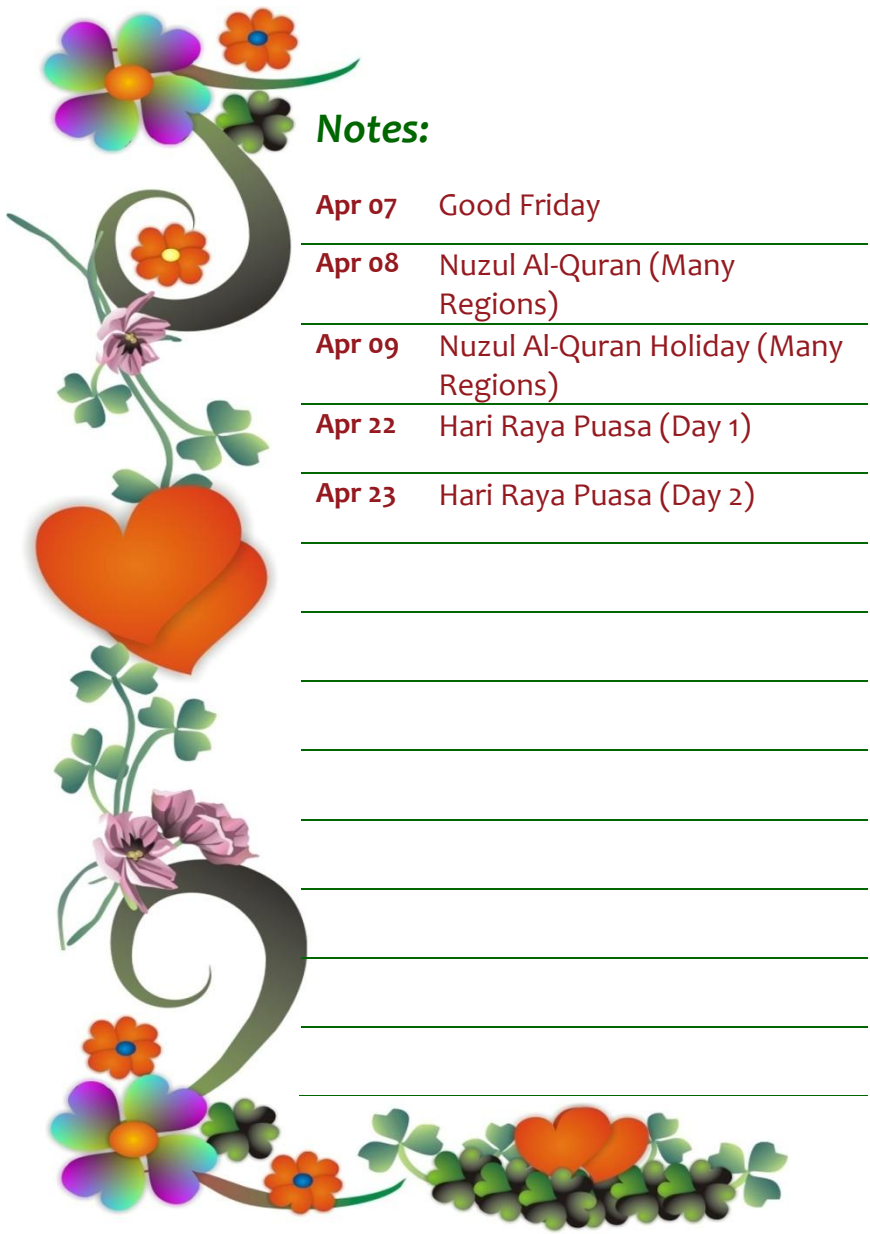 Notes:
Apr 07 Good Friday
Apr 08 Nuzul Al-Quran (Many
Regions)
Apr 09 Nuzul Al-Quran Holiday (Many
Regions)
Apr 22 Hari Raya Puasa (Day 1)
Apr 23 Hari Raya Puasa (Day 2)